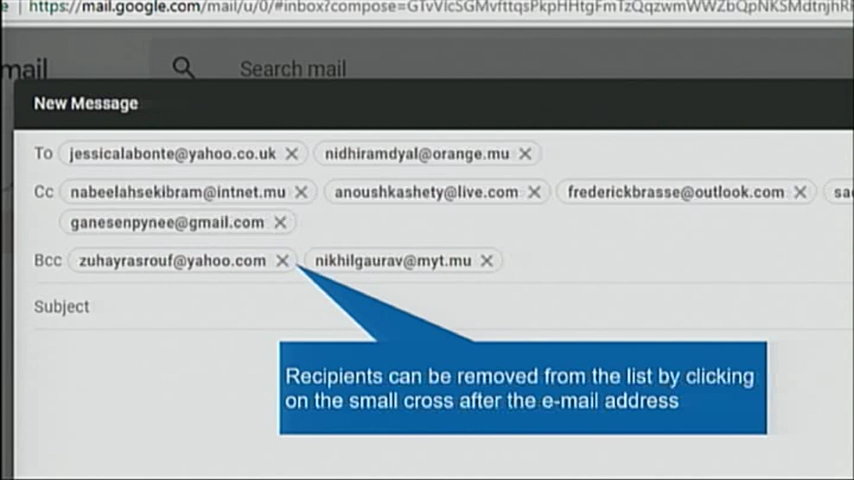 https://mail.google.com/mail/u/0/#inbox?compose=
mail Search mail
New Message
To jessicalabonte@yahoo.co.uk nidhiramdyal@orange.mu
Cc nabeelahsekibram@intnet.mu anoushkashety@live.com frederickbrasse@outlook.com
ganesenpynee@gmail.com
Bcc zuhayrasrouf@yahoo.com nikhilgaurav@myt.mu
Subject
Recipients can be removed from the list by clicking
on the small cross after the e-mail address